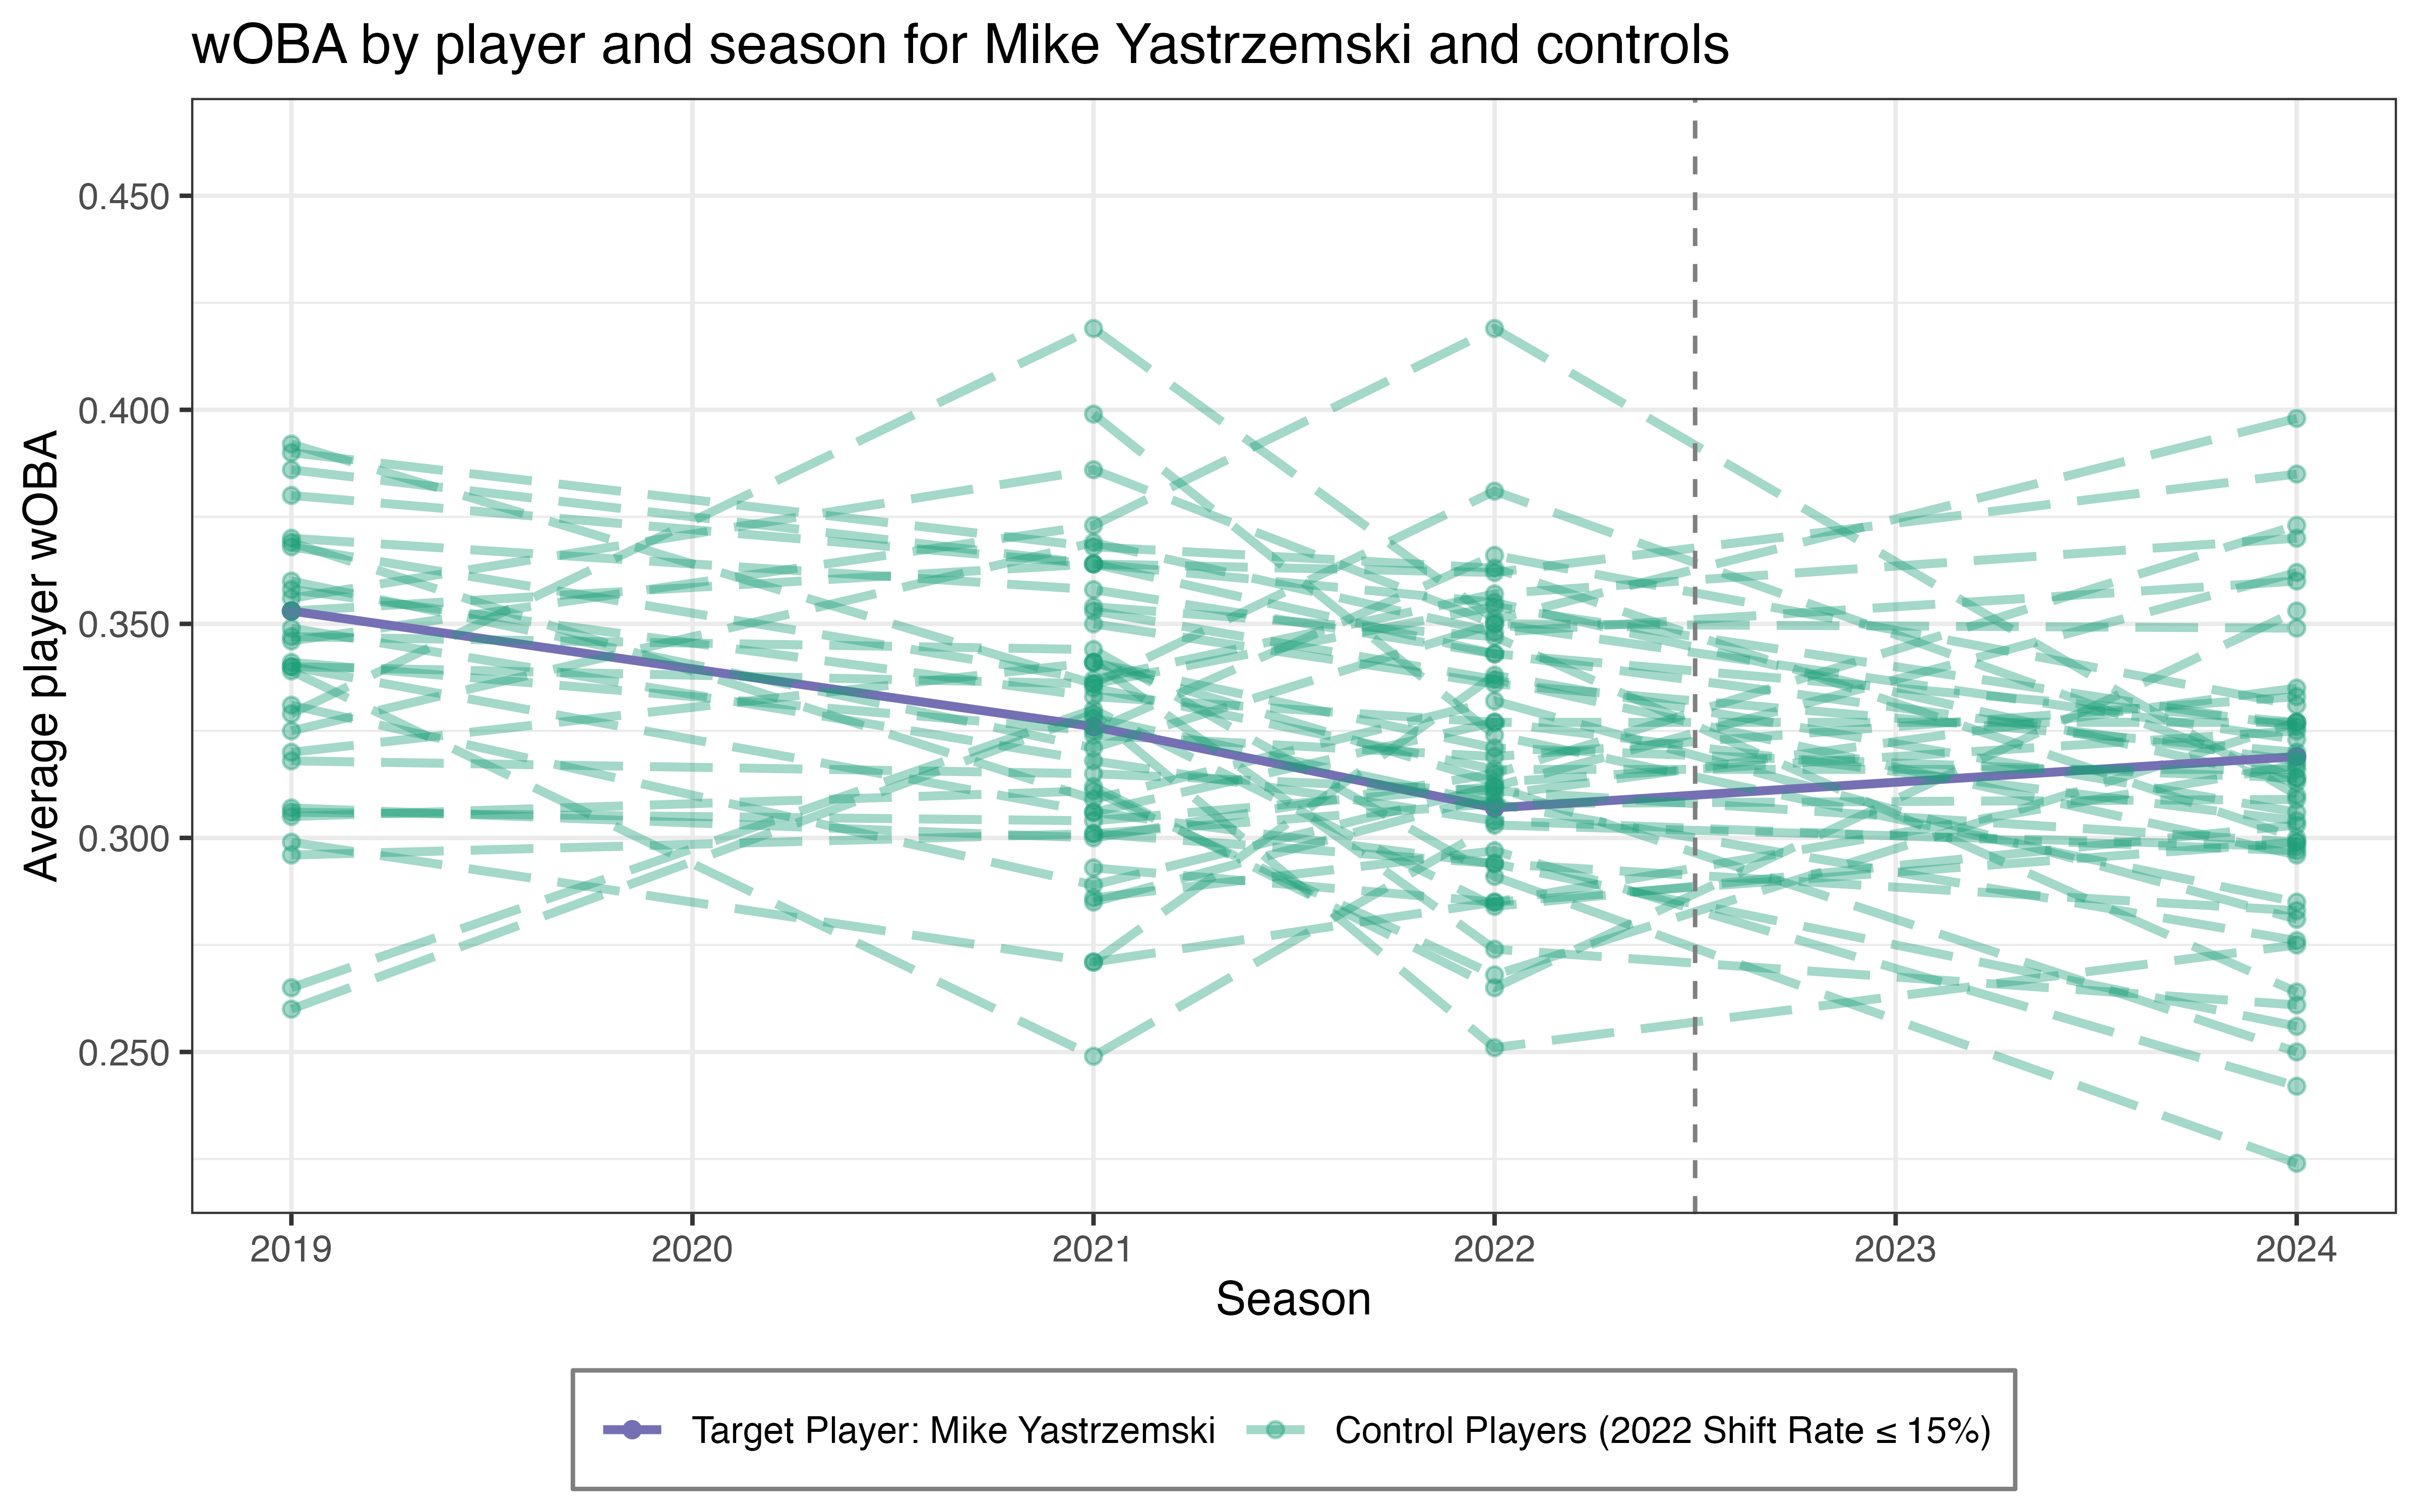 wOBA by player and season for Mike Yastrzemski and controls
Average player wOBA
0.450
0.400
0.350
0.300
0.250
2019 2020 2021 2022 2023 2024
Season
Target Player: Mike Yastrzemski Control Players (2022 Shift Rate ≤ 15%)